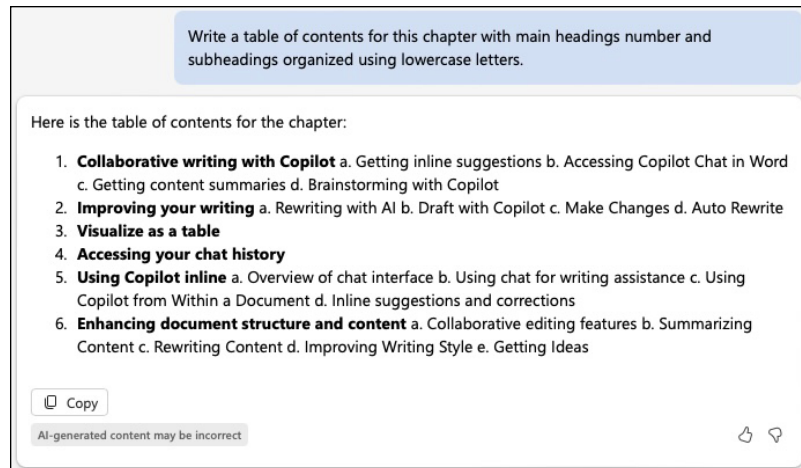 Write a table of contents for this chapter with main headings number and
subheadings organized using lowercase letters.
Here is the table of contents for the chapter:
1. Collaborative writing with Copilot a. Getting inline suggestions b. Accessing Copilot Chat in Word
c. Getting content summaries d. Brainstorming with Copilot
2. Improving your writing a. Rewriting with AI b. Draft with Copilot c. Make Changes d. Auto Rewrite
3. Visualize as a table
4. Accessing your chat history
5. Using Copilot inline a. Overview of chat interface b. Using chat for writing assistance c. Using
Copilot from Within a Document d. Inline suggestions and corrections
6. Enhancing document structure and content a. Collaborative editing features b. Summarizing
Content c. Rewriting Content d. Improving Writing Style e. Getting Ideas
Copy
AI-generated content may be incorrect